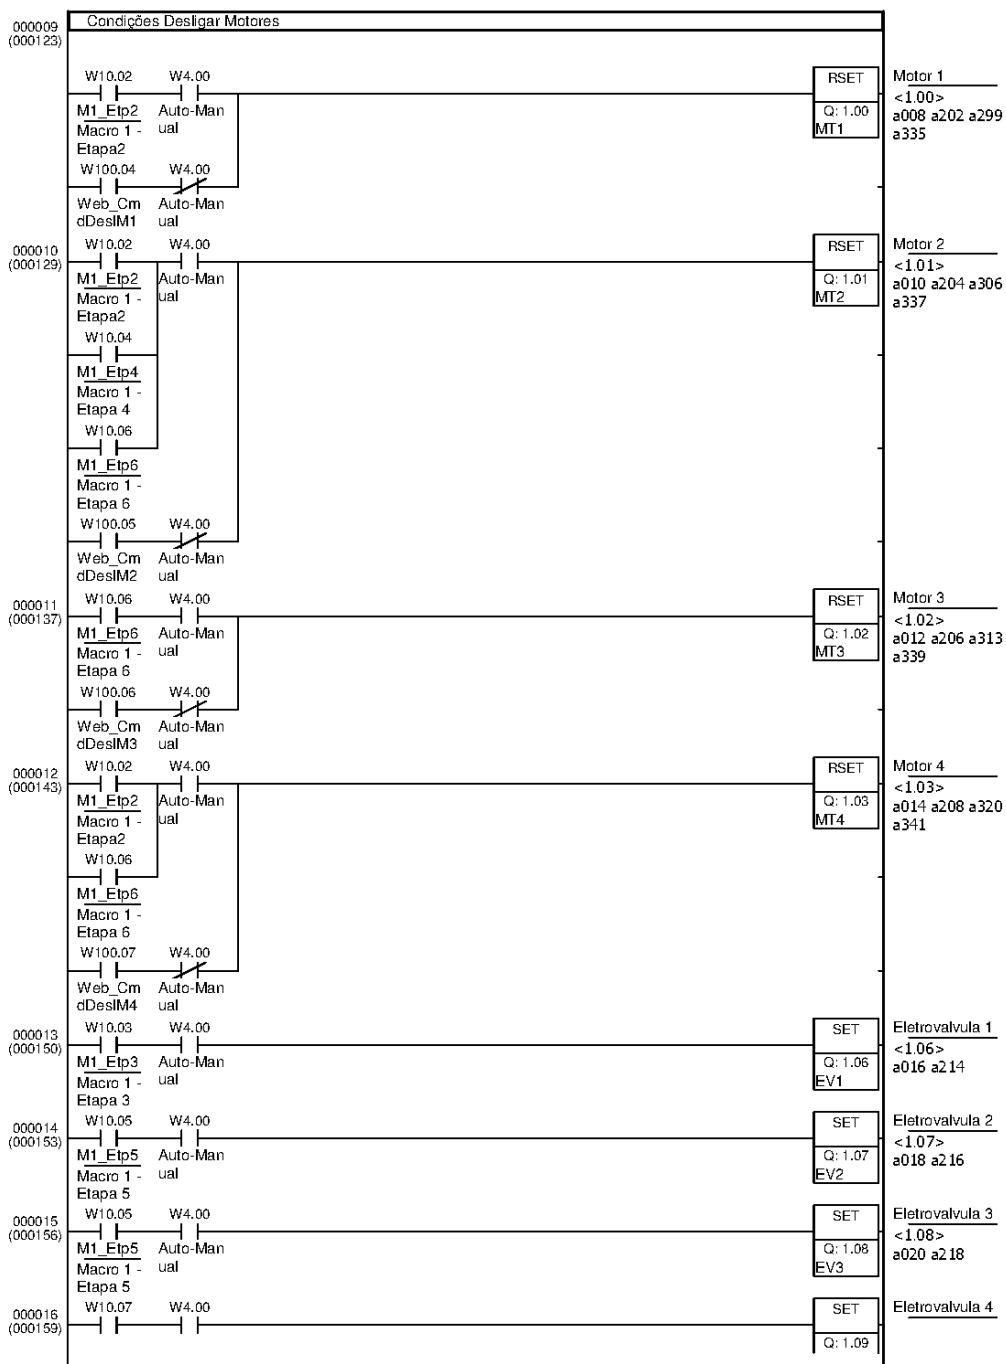 000009
(000123)
Condições Desligar Motores
W10.02 W4.00 RSET Motor 1
M1_Etp2 Auto-Man Q: 1.00 <1.00>
Macro 1 - ual MT1 a008 a202 a299
Etapa2 a335
W100.04 W4.00
Web_Cm Auto-Man
dDeslM1 ual
000010
(000129)
W10.02 W4.00 RSET Motor 2
M1_Etp2 Auto-Man Q: 1.01 <1.01>
Macro 1 - ual MT2 a010 a204 a306
Etapa2 a337
W10.04
M1_Etp4
Macro 1 -
Etapa 4
W10.06
M1_Etp6
Macro 1 -
Etapa 6
W100.05 W4.00
Web_Cm Auto-Man
dDeslM2 ual
000011
(000137)
W10.06 W4.00 RSET Motor 3
M1_Etp6 Auto-Man Q: 1.02 <1.02>
Macro 1 - ual MT3 a012 a206 a313
Etapa 6 a339
W100.06 W4.00
Web_Cm Auto-Man
dDeslM3 ual
000012
(000143)
W10.02 W4.00 RSET Motor 4
M1_Etp2 Auto-Man Q: 1.03 <1.03>
Macro 1 - ual MT4 a014 a208 a320
Etapa2 a341
W10.06
M1_Etp6
Macro 1 -
Etapa 6
W100.07 W4.00
Web_Cm Auto-Man
dDeslM4 ual
000013
(000150)
W10.03 W4.00 SET Eletrovalvula 1
M1_Etp3 Auto-Man Q: 1.06 <1.06>
Macro 1 - ual EV1 a016 a214
Etapa 3
000014
(000153)
W10.05 W4.00 SET Eletrovalvula 2
M1_Etp5 Auto-Man Q: 1.07 <1.07>
Macro 1 - ual EV2 a018 a216
Etapa 5
000015
(000156)
W10.05 W4.00 SET Eletrovalvula 3
M1_Etp5 Auto-Man Q: 1.08 <1.08>
Macro 1 - ual EV3 a020 a218
Etapa 5
000016
(000159)
W10.07 W4.00 SET Eletrovalvula 4
Q: 1.09